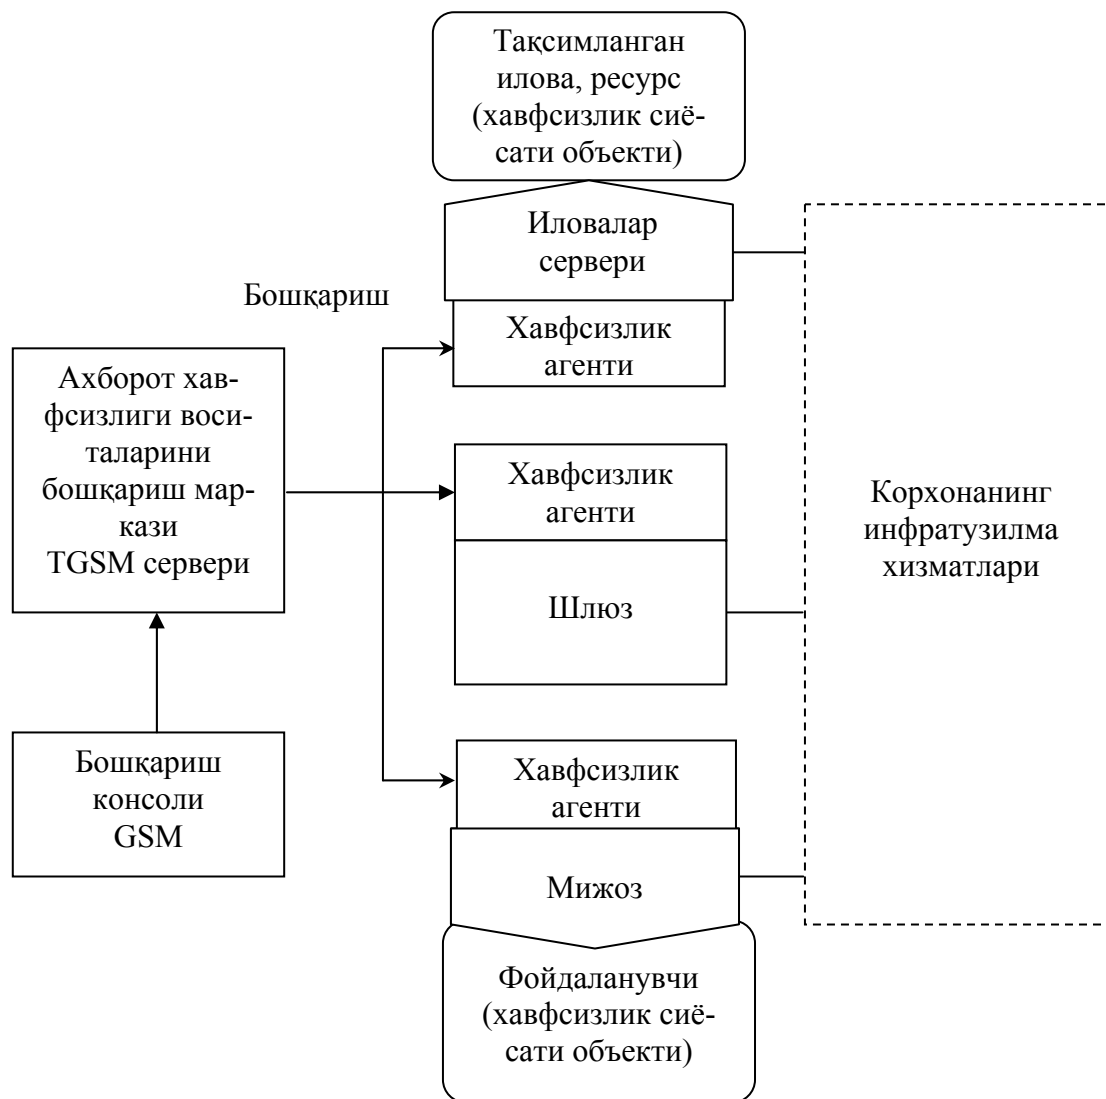 Тақсимланган
илова, ресурс
(хавфсизлик сиё-
сати объекти)
Иловалар
сервери
Бошқариш
Хавфсизлик
агенти
Ахборот хав-
фсизлиги воси-
таларини
бошқариш мар-
кази
TGSM сервери
Хавфсизлик
агенти
Шлюз
Корхонанинг
инфратузилма
хизматлари
Бошқариш
консоли
GSM
Хавфсизлик
агенти
Мижоз
Фойдаланувчи
(хавфсизлик сиё-
сати объекти)